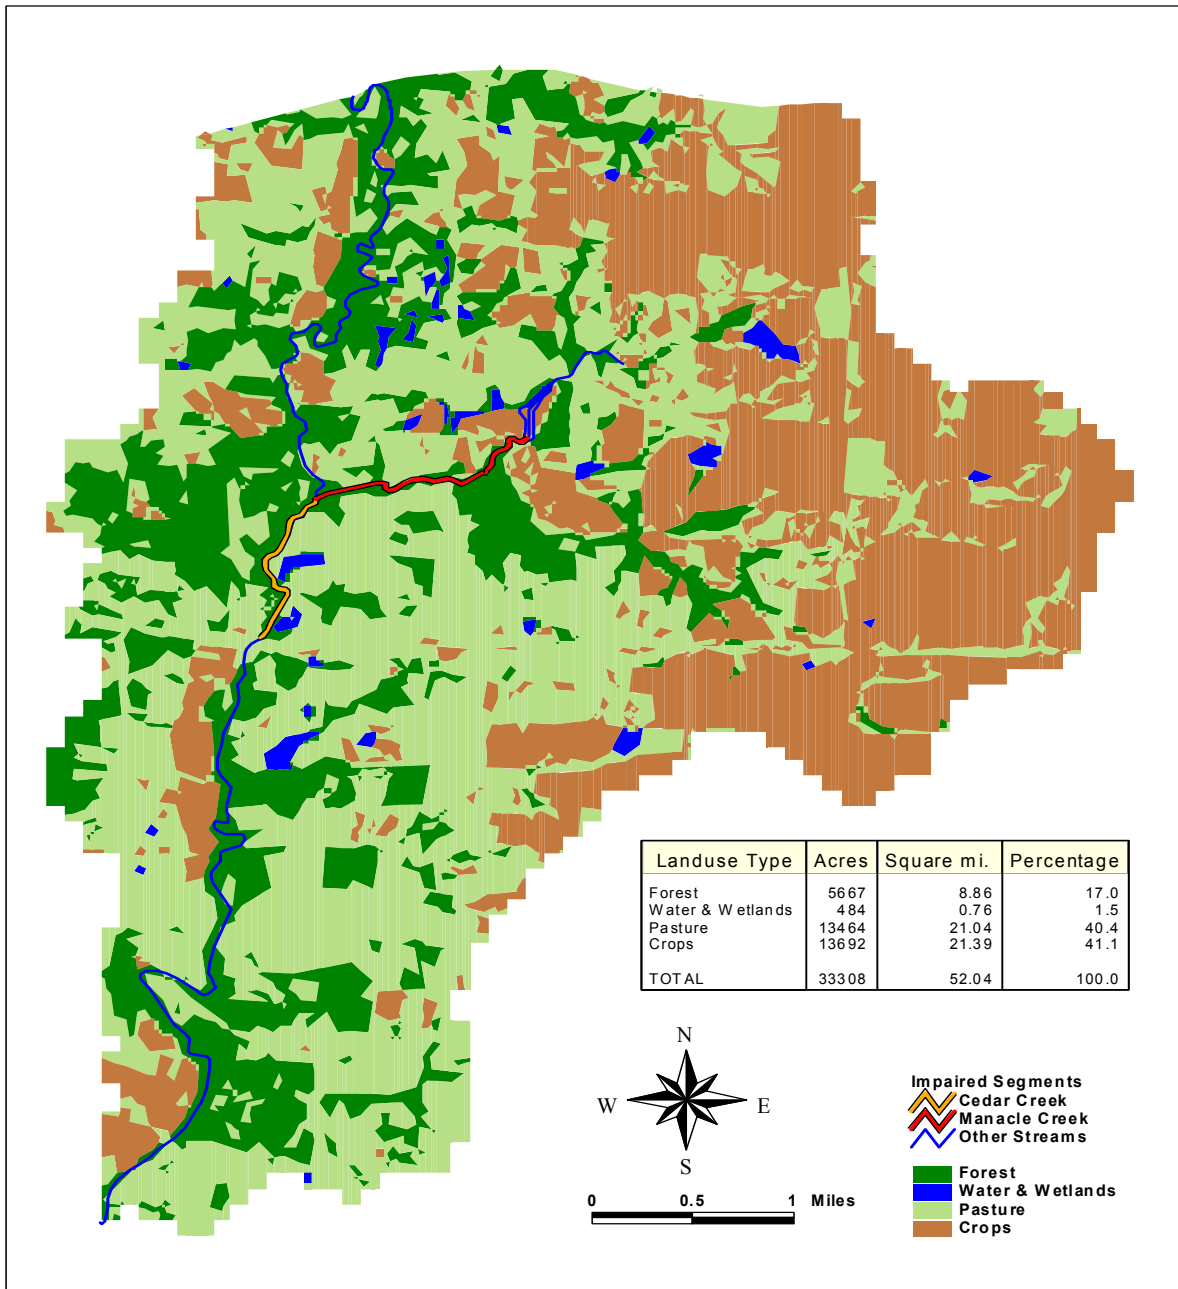 Landuse Type Acres Square mi. Percentage
Forest 5667 8.86 17.0
Water & Wetlands 484 0.76 1.5
Pasture 13464 21.04 40.4
Crops 13692 21.39 41.1
TOTAL 33308 52.04 100.0
N
W E
S
0 0.5 1 Miles
Impaired Segments
Cedar Creek
Manacle Creek
Other Streams
Forest
Water & Wetlands
Pasture
Crops